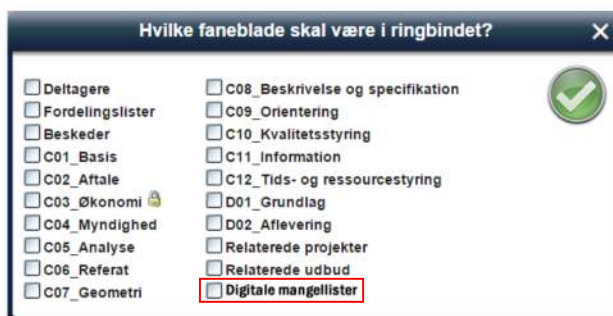 Hvilke faneblade skal være i ringbindet?
Deltagere
Fordelingslister
Beskeder
C01_Basis
C02_Aftale
C03_Økonomi
C04_Myndighed
C05_Analyse
C06_Referat
C07_Geometri
C08_Beskrivelse og specifikation
C09_Orientering
C10_Kvalitetsstyring
C11_Information
C12_Tids- og ressourcestyring
D01_Grundlag
D02_Aflevering
Relaterede projekter
Relaterede udbud
Digitale mangellister